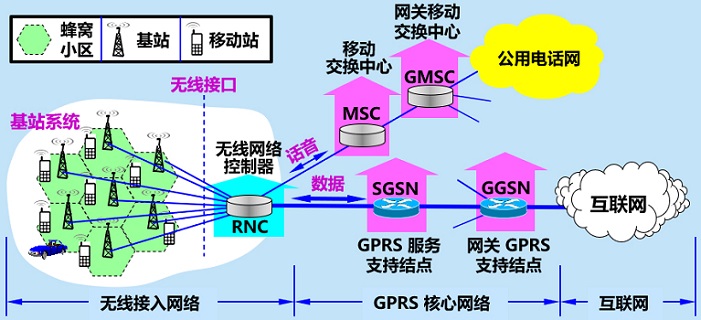 蜂窝
小区
基站
移动站
无线接口
基站系统
移动
交换中心
MSC
网关移动
交换中心
GMSC
公用电话网
无线网络
控制器
话音
数据
RNC
SGSN
GPRS 服务
支持结点
GGSN
网关 GPRS
支持结点
互联网
无线接入网络
GPRS 核心网络
互联网